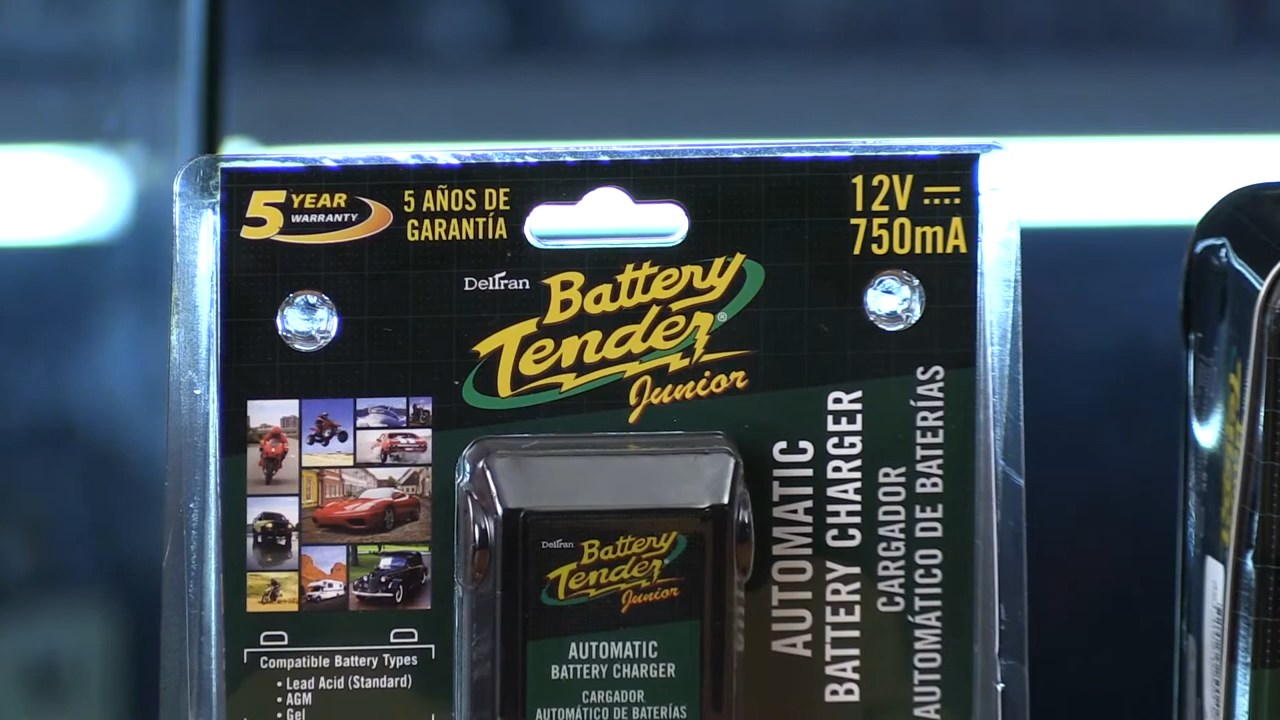 5 YEAR
WARRANTY
5 AÑOS DE
GARANTÍA
12V
750mA
Deltran
Battery
Tender®
Junior
AUTOMATIC
BATTERY CHARGER
CARGADOR
AUTOMÁTICO DE BATERÍAS
Deltran
Battery
Tender
Junior
AUTOMATIC
BATTERY CHARGER
CARGADOR
AUTOMÁTICO DE BATERÍAS
Compatible Battery Types
• Lead Acid (Standard)
• AGM
• Gel